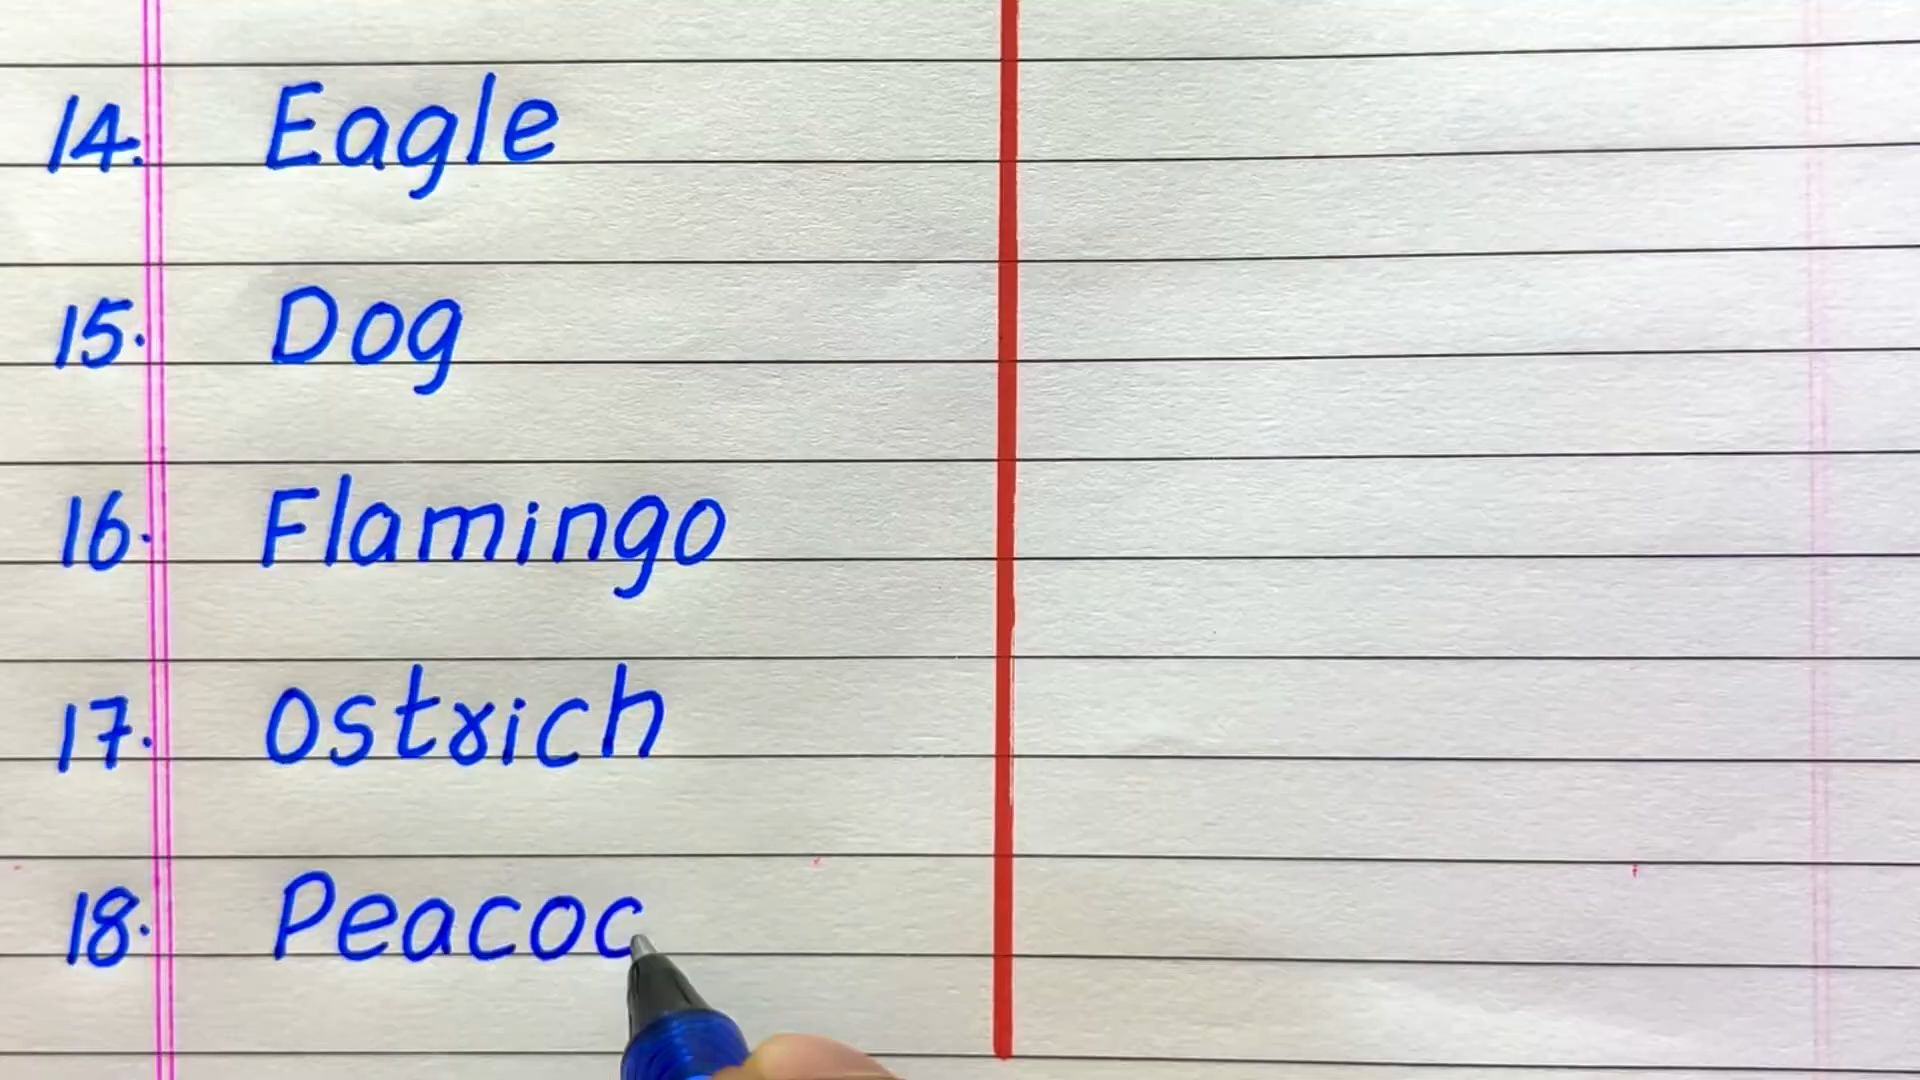 14. Eagle
15. Dog
16. Flamingo
17. Ostrich
18. Peacoc